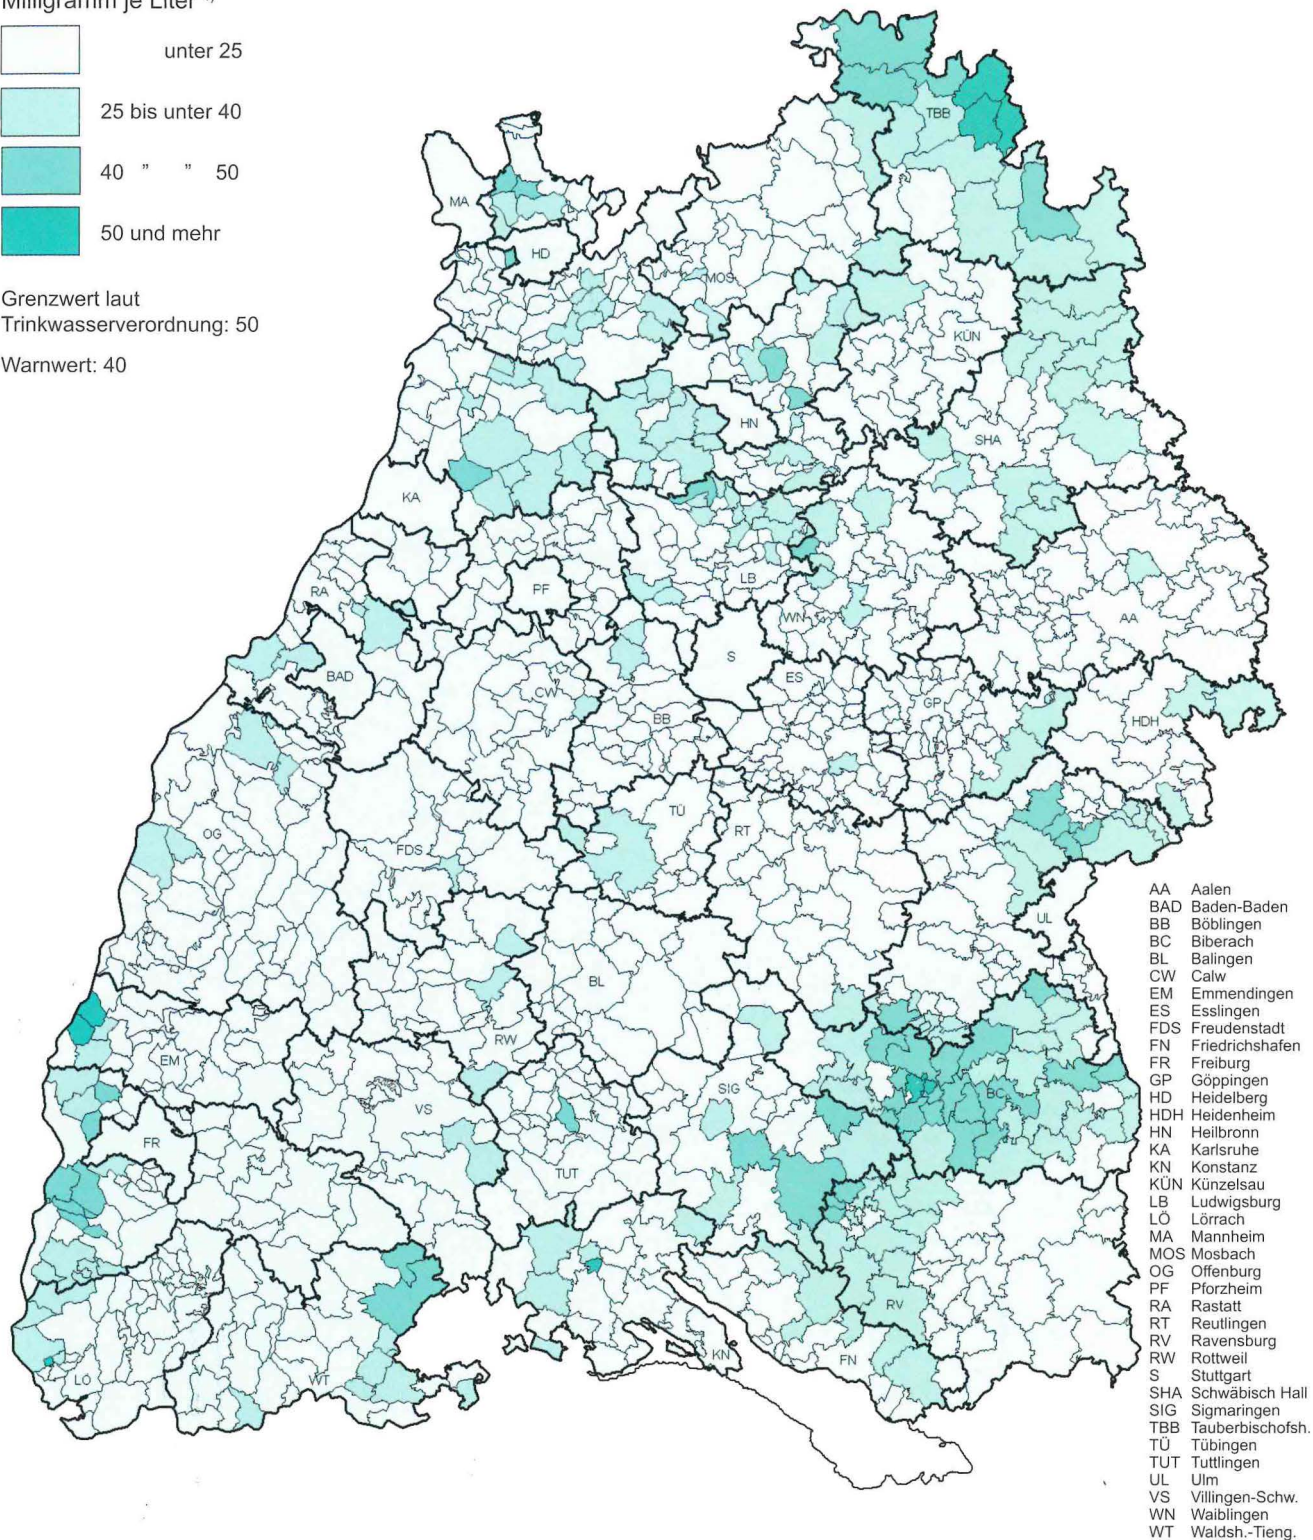 Milligramm je Liter
unter 25
25 bis unter 40
40 " " 50
50 und mehr
Grenzwert laut
Trinkwasserverordnung: 50
Warnwert: 40
TBB
MA
HD
MOS
KÜN
HN
SHA
KA
LB
RA
PF
AA
WN
S
BAD
ES
CW
GP
BB
HDH
TÜ
RT
OG
FDS
UL
BL
RW
EM
SIG
BC
VS
FR
TUT
RV
KN
FN
WT
LÖ
AA Aalen
BAD Baden-Baden
BB Böblingen
BC Biberach
BL Balingen
CW Calw
EM Emmendingen
ES Esslingen
FDS Freudenstadt
FN Friedrichshafen
FR Freiburg
GP Göppingen
HD Heidelberg
HDH Heidenheim
HN Heilbronn
KA Karlsruhe
KN Konstanz
KÜN Künzelsau
LB Ludwigsburg
LÖ Lörrach
MA Mannheim
MOS Mosbach
OG Offenburg
PF Pforzheim
RA Rastatt
RT Reutlingen
RV Ravensburg
RW Rottweil
S Stuttgart
SHA Schwäbisch Hall
SIG Sigmaringen
TBB Tauberbischofsh.
TÜ Tübingen
TUT Tuttlingen
UL Ulm
VS Villingen-Schw.
WN Waiblingen
WT Waldsh.-Tieng.